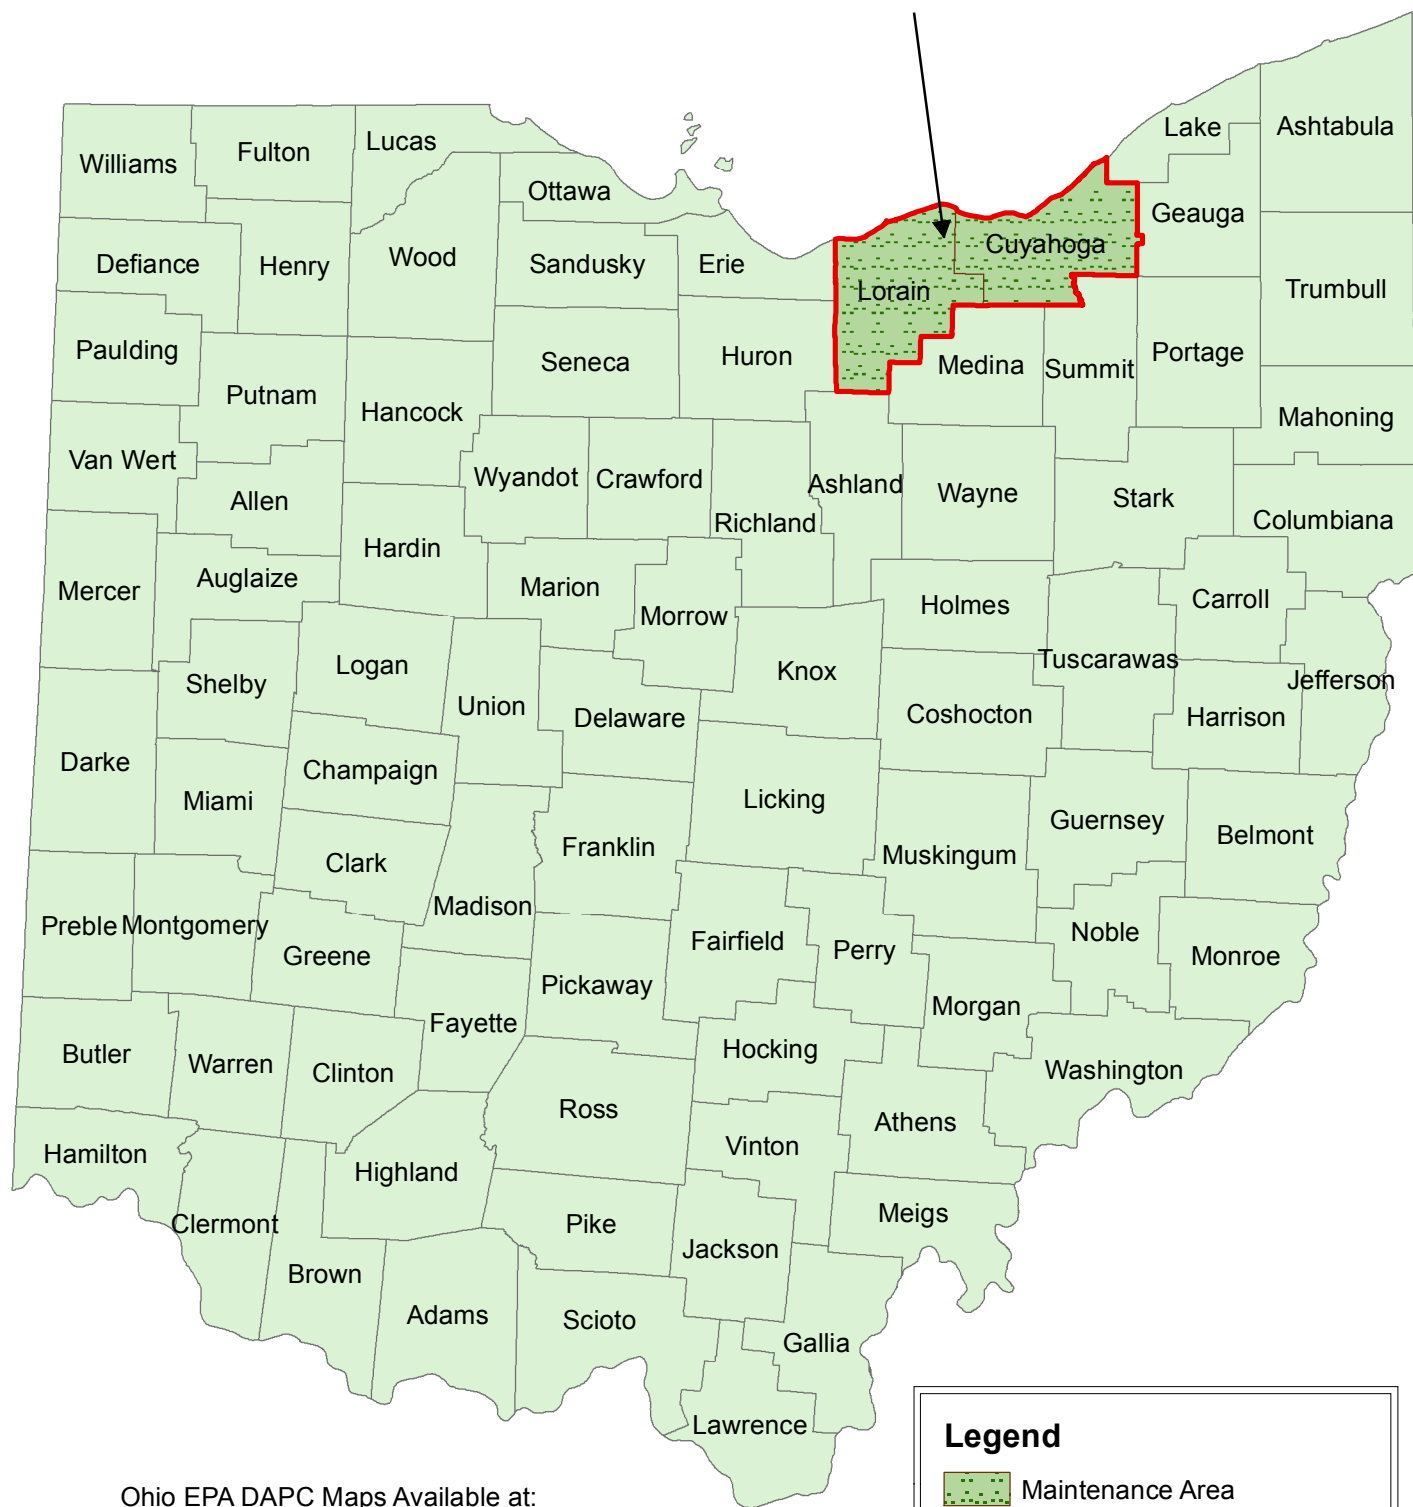 Lake
Ashtabula
Lucas
Fulton
Williams
Ottawa
Geauga
Cuyahoga
Wood
Defiance
Henry
Sandusky
Erie
Lorain
Trumbull
Paulding
Seneca
Huron
Medina
Summit
Portage
Putnam
Hancock
Mahoning
Van Wert
Wyandot
Crawford
Ashland
Wayne
Stark
Allen
Richland
Columbiana
Hardin
Auglaize
Mercer
Marion
Morrow
Holmes
Carroll
Logan
Knox
Tuscarawas
Shelby
Jefferson
Union
Delaware
Coshocton
Harrison
Darke
Champaign
Miami
Licking
Guernsey
Franklin
Belmont
Clark
Muskingum
Madison
Preble
Montgomery
Noble
Fairfield
Perry
Greene
Monroe
Pickaway
Morgan
Fayette
Butler
Warren
Clinton
Hocking
Washington
Ross
Athens
Vinton
Hamilton
Highland
Clermont
Pike
Meigs
Jackson
Brown
Adams
Scioto
Gallia
Lawrence
Legend
Maintenance Area
Ohio EPA DAPC Maps Available at: